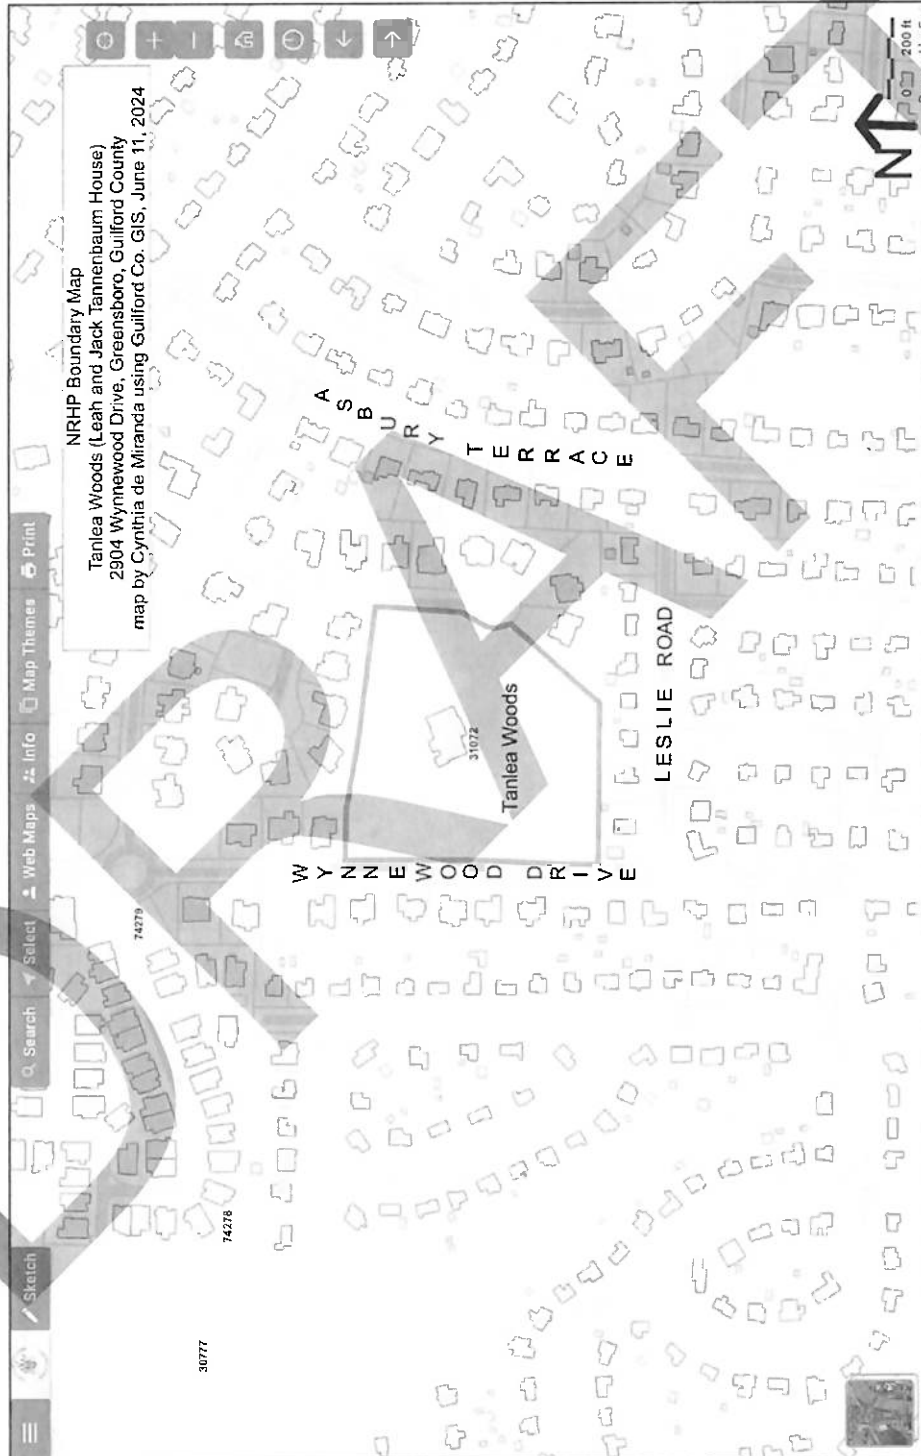 Sketch
Search
Select
Web Maps
Info
Map Themes
Print
NRHP Boundary Map
Tanlea Woods (Leah and Jack Tannenbaum House)
2904 Wynnewood Drive, Greensboro, Guilford County
map by Cynthia de Miranda using Guilford Co. GIS, June 11, 2024
30777
74278
74279
WYNNEWOOD DRIVE
31072
Tanlea Woods
ASBURY TERRACE
LESLIE ROAD
N
0 200 ft
DRAFT